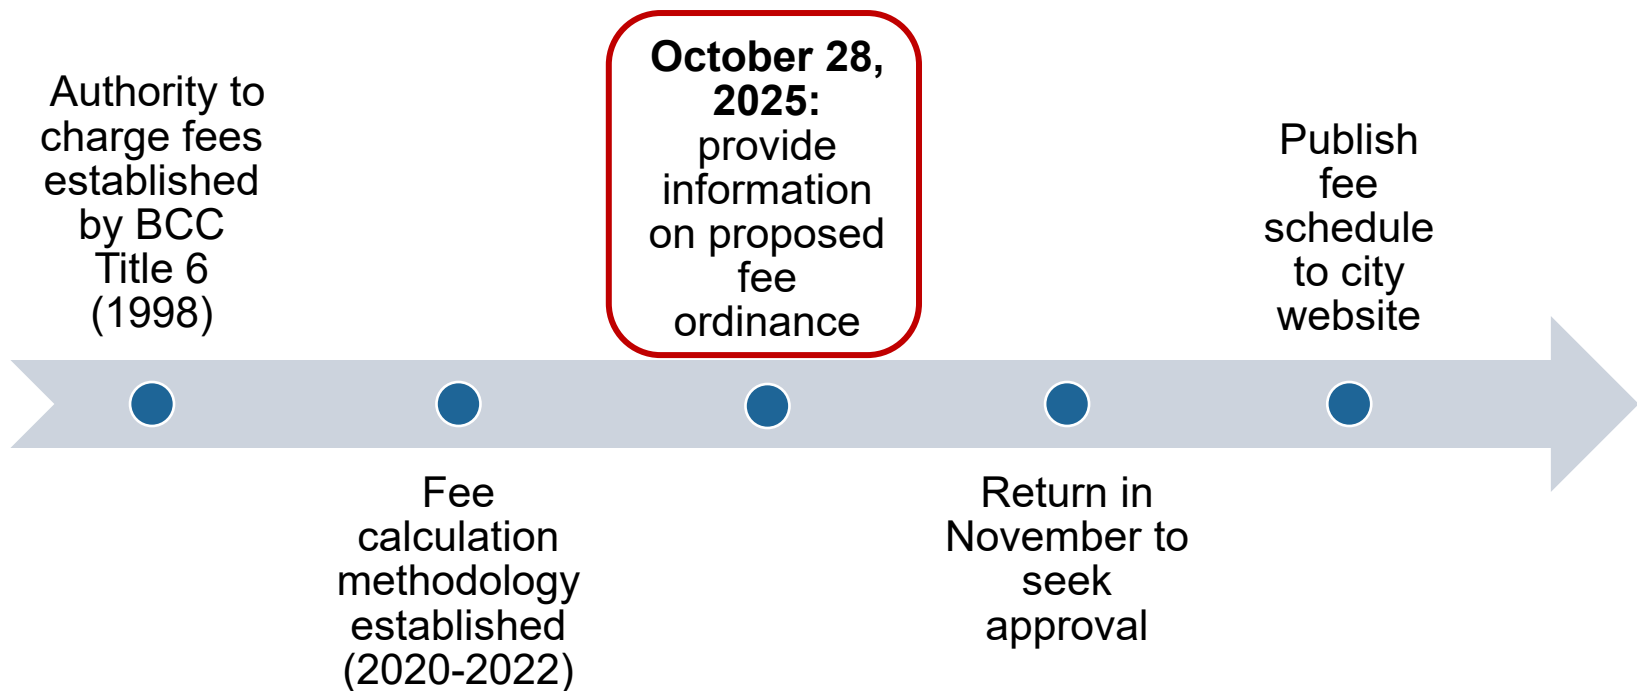 Authority to
charge fees
established
by BCC
Title 6
(1998)
Fee
calculation
methodology
established
(2020-2022)
October 28,
2025:
provide
information
on proposed
fee
ordinance
Return in
November to
seek
approval
Publish
fee
schedule
to city
website